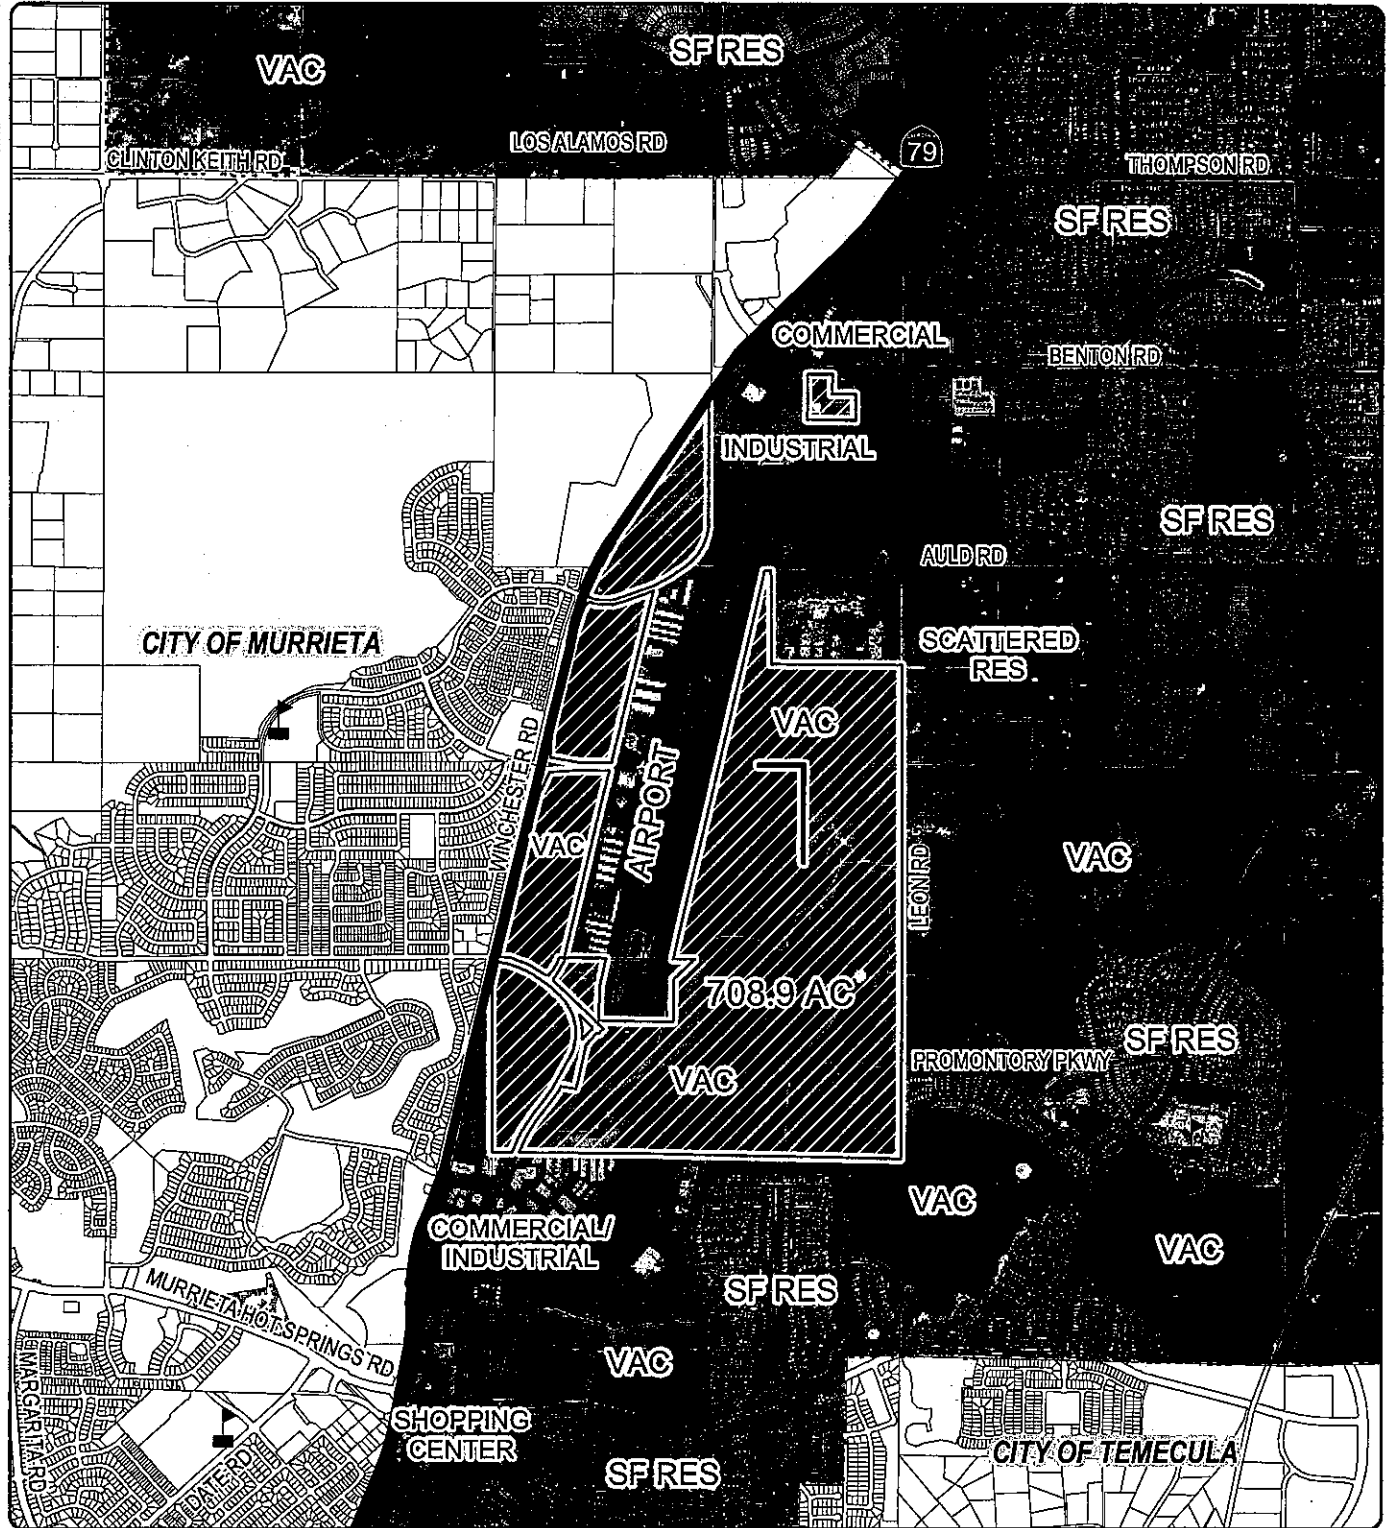 SF RES
VAC
LOS ALAMOS RD
79
CLINTON KEITH RD
THOMPSON RD
SF RES
COMMERCIAL
BENTON RD
INDUSTRIAL
SF RES
AULD RD
CITY OF MURRIETA
SCATTERED
RES
VAC
WINCHESTER RD
AIRPORT
VAC
VAC
LEON RD
708.9 AC
SF RES
PROMONTORY PKWY
VAC
VAC
COMMERCIAL/
INDUSTRIAL
VAC
SF RES
MURRIETA HOT SPRINGS RD
VAC
MARGARITA RD
SHOPPING
CENTER
DATE RD
CITY OF TEMECULA
SF RES